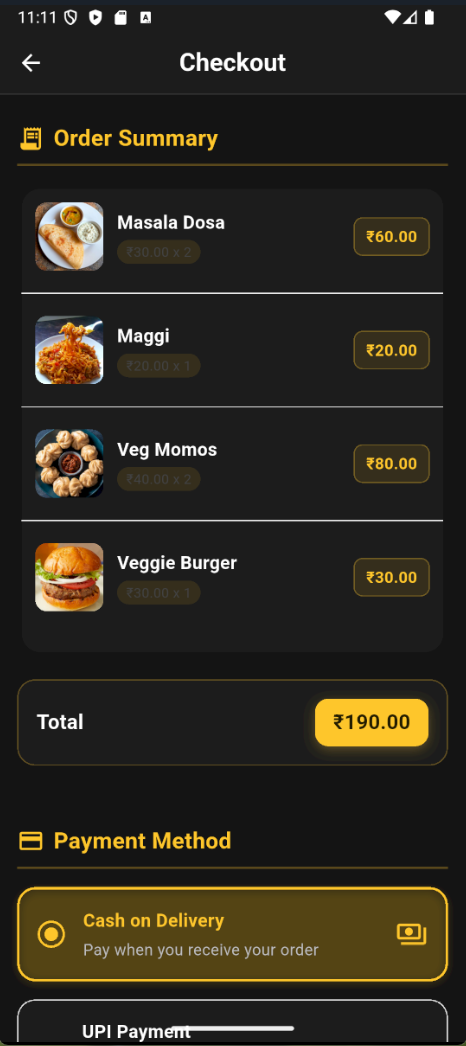 11:11
Checkout
Order Summary
Masala Dosa
₹30.00 x 2
₹60.00
Maggi
₹20.00 x 1
₹20.00
Veg Momos
₹40.00 x 2
₹80.00
Veggie Burger
₹30.00 x 1
₹30.00
Total
₹190.00
Payment Method
Cash on Delivery
Pay when you receive your order
UPI Payment